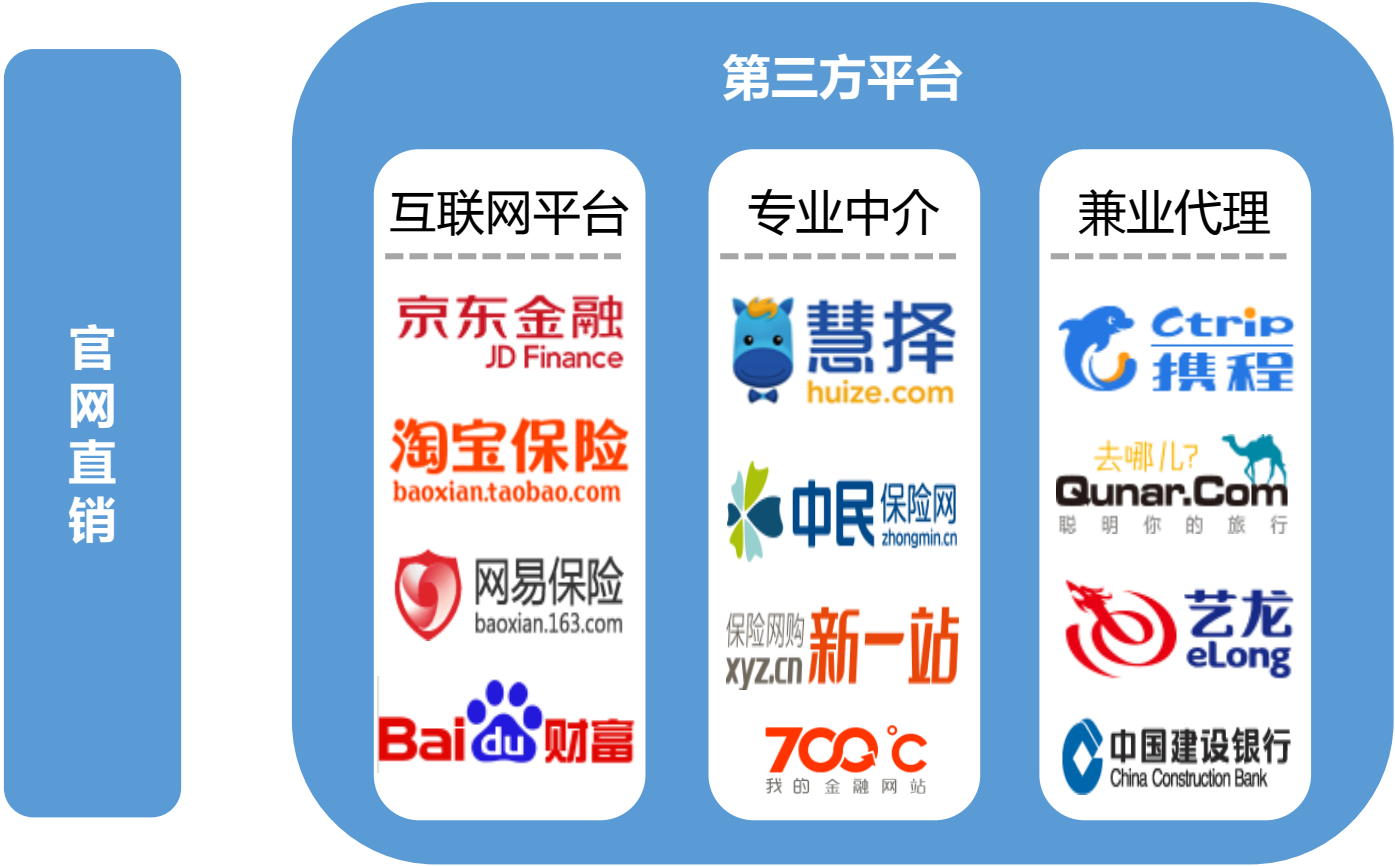 官
网
直
销
第三方平台
互联网平台
京东金融
JD Finance
淘宝保险
baoxian.taobao.com
网易保险
baoxian.163.com
Baidu财富
专业中介
慧择
huize.com
中民保险网
zhongmin.cn
保险网购
xyz.cn
新一站
700℃
我的金融网站
兼业代理
Ctrip
携程
去哪儿?
Qunar.Com
聪明你的旅行
艺龙
eLong
中国建设银行
China Construction Bank